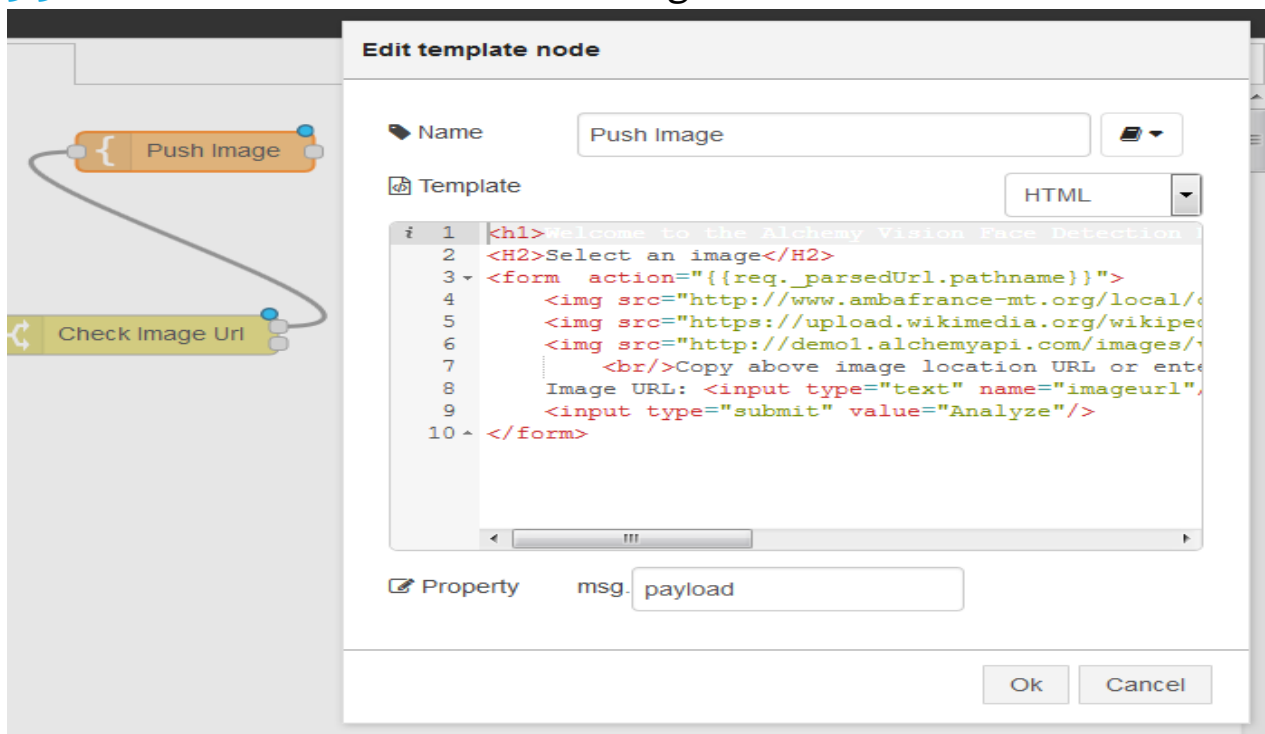 Edit template node
Push Image
Check Image Url
Name
Push Image
Template
HTML
i 1 <h1>Welcome to the Alchemy Vision Face Detection
2 <H2>Select an image</H2>
3 <form  action="{{req._parsedUrl.pathname}}">
4 <img src="http://www.ambafrance-mt.org/local/
5 <img src="https://upload.wikimedia.org/wikiped
6 <img src="http://demo1.alchemyapi.com/images/
7 <br/>Copy above image location URL or ente
8 Image URL: <input type="text" name="imageurl"
9 <input type="submit" value="Analyze"/>
10 </form>
Property
msg. payload
Ok
Cancel